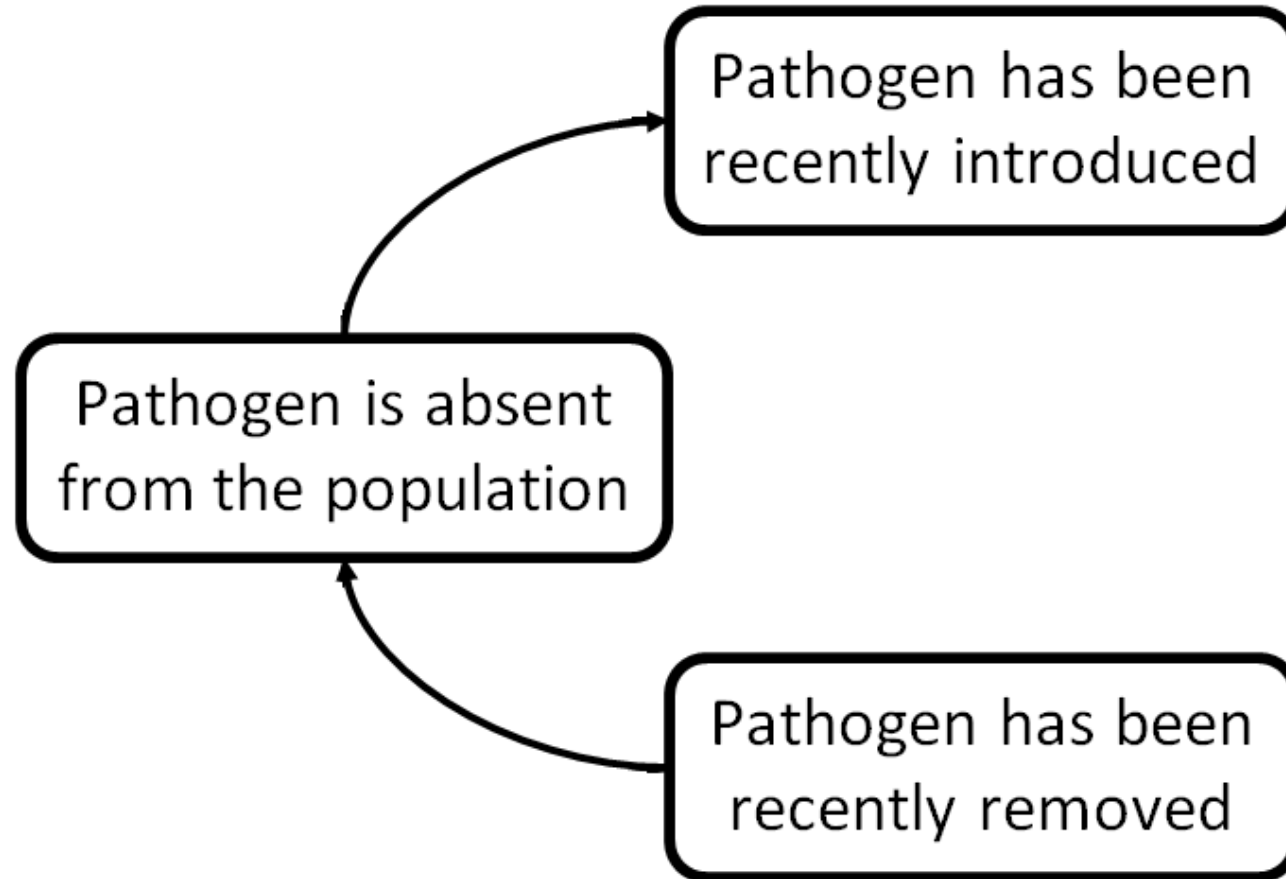 Pathogen has been
recently introduced
Pathogen is absent
from the population
Pathogen has been
recently removed